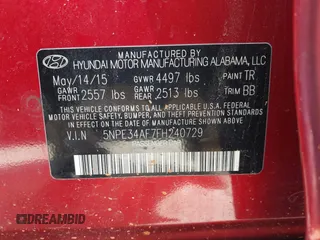 MANUFACTURED BY
HYUNDAI MOTOR MANUFACTURING ALABAMA, LLC
May/14/15 GVWR 4497 lbs PAINT TR
GAWR FRONT 2557 lbs GAWR REAR 2513 lbs TRIM BB
THIS VEHICLE CONFORMS TO ALL APPLICABLE
FEDERAL MOTOR VEHICLE SAFETY, BUMPER, AND
THEFT PREVENTION STANDARDS IN EFFECT ON
THE DATE OF MANUFACTURE SHOWN ABOVE.
V.I.N 5NPE34AF7FH240729
DREAMBID